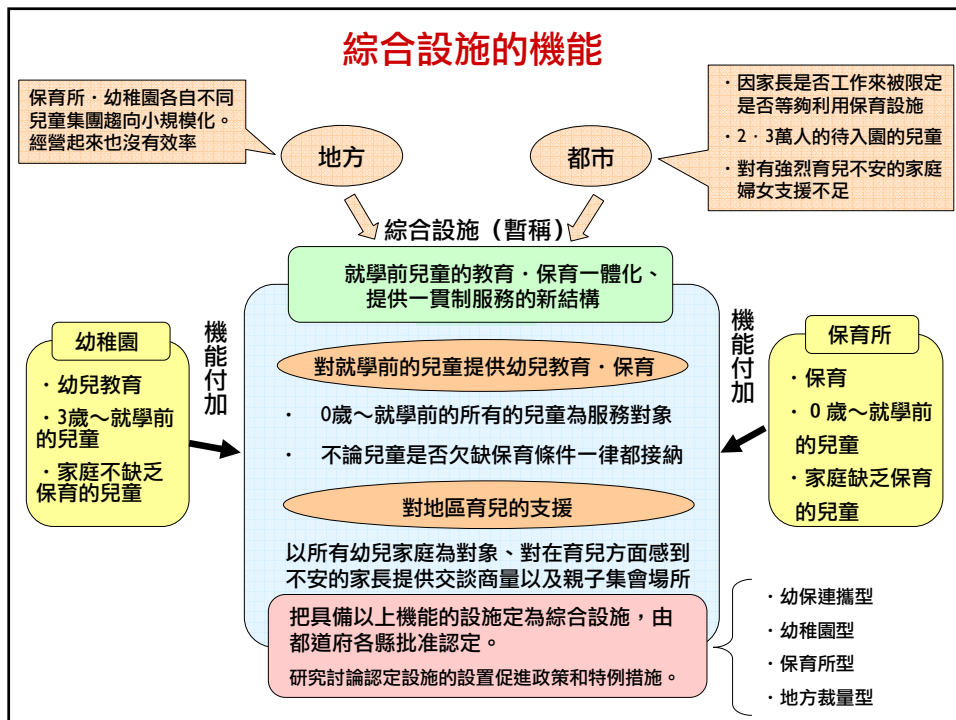 綜合設施的機能
保育所‧幼稚園各自不同
兒童集團趨向小規模化。
經營起來也沒有效率
地方
都市
‧因家長是否工作來被限定
是否等夠利用保育設施
‧2‧3萬人的待入園的兒童
‧對有強烈育兒不安的家庭
婦女支援不足
綜合設施（暫稱）
就學前兒童的教育‧保育一體化、
提供一貫制服務的新結構
幼稚園
‧幼兒教育
‧3歲～就學前
的兒童
‧家庭不缺乏
保育的兒童
機能付加
對就學前的兒童提供幼兒教育‧保育
‧ 0歲～就學前的所有的兒童為服務對象
‧ 不論兒童是否欠缺保育條件一律都接納
對地區育兒的支援
以所有幼兒家庭為對象、對在育兒方面感到
不安的家長提供交談商量以及親子集會場所
機能付加
保育所
‧保育
‧０歲～就學前
的兒童
‧家庭缺乏保育
的兒童
把具備以上機能的設施定為綜合設施，由
都道府各縣批准認定。
研究討論認定設施的設置促進政策和特例措施。
‧幼保連攜型
‧幼稚園型
‧保育所型
‧地方裁量型